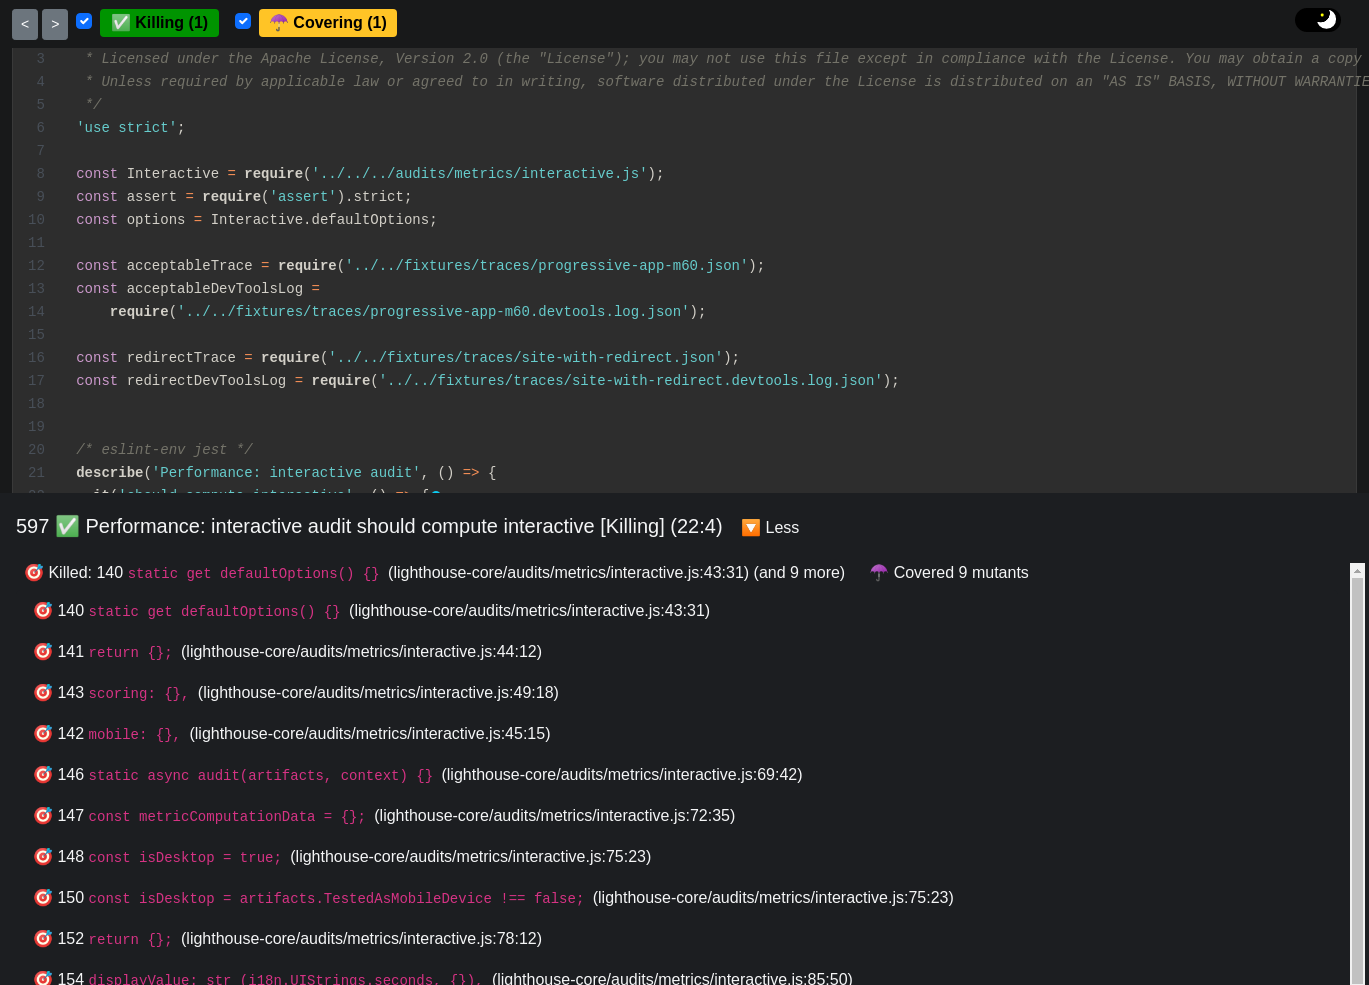 < > ✅ Killing (1) ☂️ Covering (1)
3 * Licensed under the Apache License, Version 2.0 (the "License"); you may not use this file except in compliance with the License. You may obtain a copy
4 * Unless required by applicable law or agreed to in writing, software distributed under the License is distributed on an "AS IS" BASIS, WITHOUT WARRANTIE
5 */
6 'use strict';
7
8 const Interactive = require('../../../audits/metrics/interactive.js');
9 const assert = require('assert').strict;
10 const options = Interactive.defaultOptions;
11
12 const acceptableTrace = require('../../fixtures/traces/progressive-app-m60.json');
13 const acceptableDevToolsLog =
14 require('../../fixtures/traces/progressive-app-m60.devtools.log.json');
15
16 const redirectTrace = require('../../fixtures/traces/site-with-redirect.json');
17 const redirectDevToolsLog = require('../../fixtures/traces/site-with-redirect.devtools.log.json');
18
19
20 /* eslint-env jest */
21 describe('Performance: interactive audit', () => {
22 it('should compute interactive', () => {
597 ✅ Performance: interactive audit should compute interactive [Killing] (22:4) 🔽 Less
🎯 Killed: 140 static get defaultOptions() {} (lighthouse-core/audits/metrics/interactive.js:43:31) (and 9 more) ☂️ Covered 9 mutants
🎯 140 static get defaultOptions() {} (lighthouse-core/audits/metrics/interactive.js:43:31)
🎯 141 return {}; (lighthouse-core/audits/metrics/interactive.js:44:12)
🎯 143 scoring: {}, (lighthouse-core/audits/metrics/interactive.js:49:18)
🎯 142 mobile: {}, (lighthouse-core/audits/metrics/interactive.js:45:15)
🎯 146 static async audit(artifacts, context) {} (lighthouse-core/audits/metrics/interactive.js:69:42)
🎯 147 const metricComputationData = {}; (lighthouse-core/audits/metrics/interactive.js:72:35)
🎯 148 const isDesktop = true; (lighthouse-core/audits/metrics/interactive.js:75:23)
🎯 150 const isDesktop = artifacts.TestedAsMobileDevice !== false; (lighthouse-core/audits/metrics/interactive.js:75:23)
🎯 152 return {}; (lighthouse-core/audits/metrics/interactive.js:78:12)
🎯 154 displayValue: str_(i18n.UIStrings.seconds, {}), (lighthouse-core/audits/metrics/interactive.js:85:50)